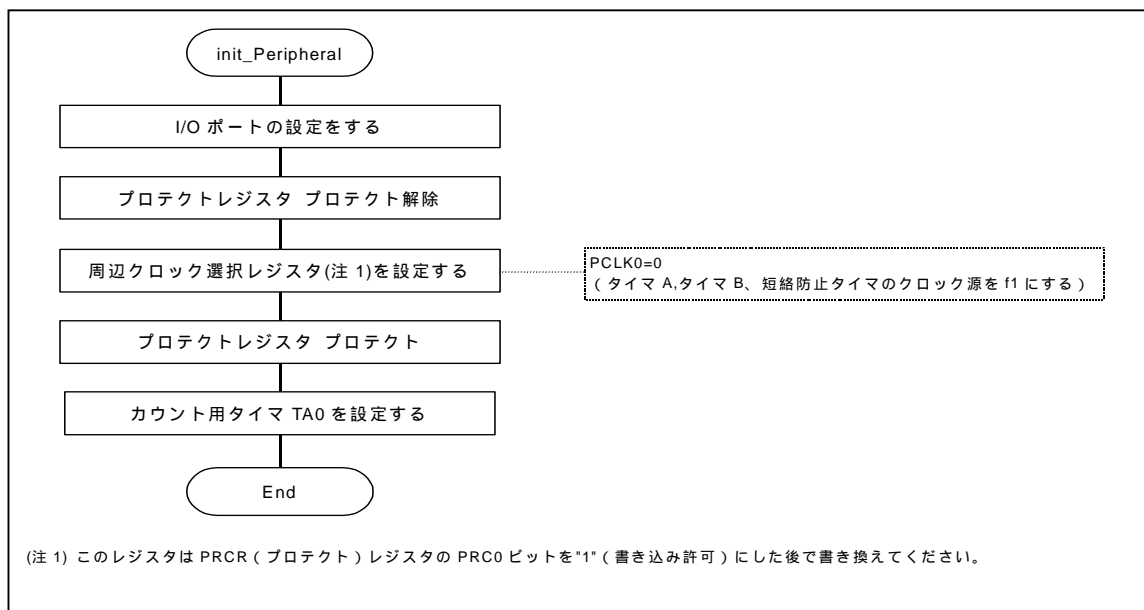 init_Peripheral
I/O ポートの設定をする
プロテクトレジスタ プロテクト解除
周辺クロック選択レジスタ(注 1)を設定する
PCLK0=0
(タイマ A,タイマ B、短絡防止タイマのクロック源を f1 にする)
プロテクトレジスタ プロテクト
カウント用タイマ TA0 を設定する
End
(注 1) このレジスタは PRCR(プロテクト)レジスタの PRC0 ビットを"1"(書き込み許可)にした後で書き換えてください。